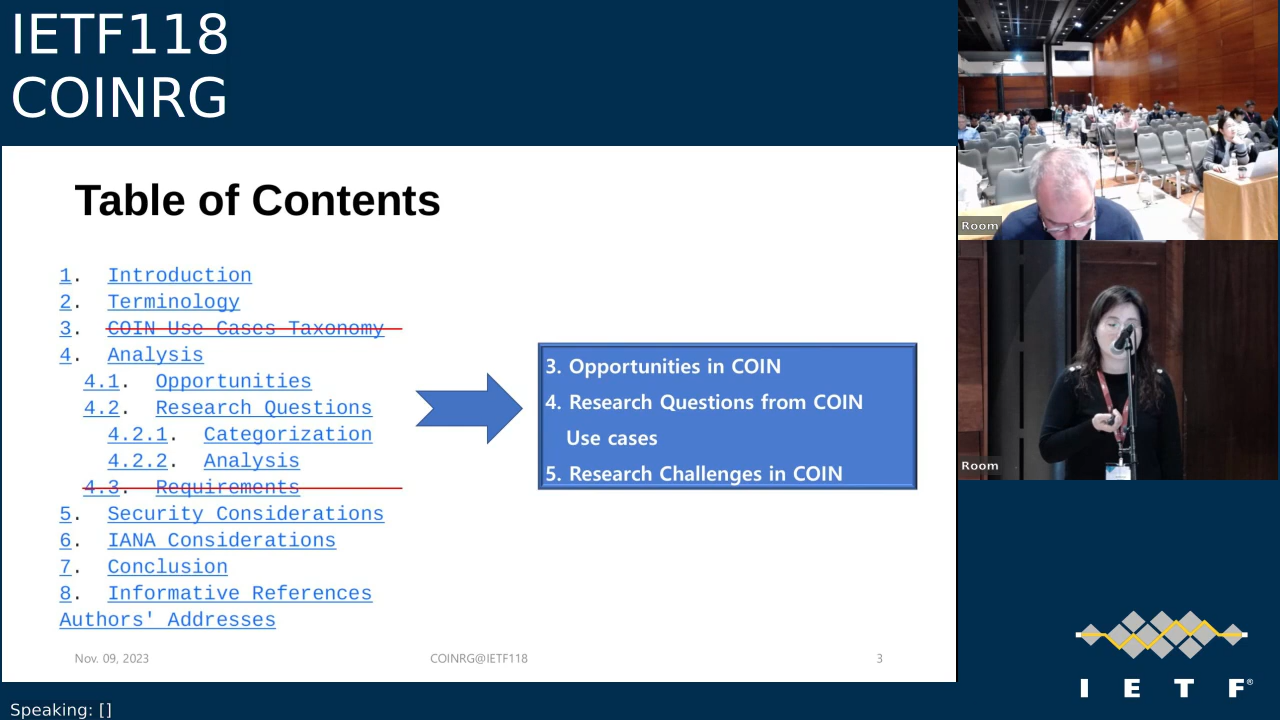 IETF118
COINRG
Table of Contents
1. Introduction
2. Terminology
3. COIN Use Cases Taxonomy
4. Analysis
4.1. Opportunities
4.2. Research Questions
4.2.1. Categorization
4.2.2. Analysis
4.3. Requirements
5. Security Considerations
6. IANA Considerations
7. Conclusion
8. Informative References
Authors' Addresses
3. Opportunities in COIN
4. Research Questions from COIN
Use cases
5. Research Challenges in COIN
Nov. 09, 2023
COINRG@IETF118
3
Room
Room
I E T F®
Speaking: []